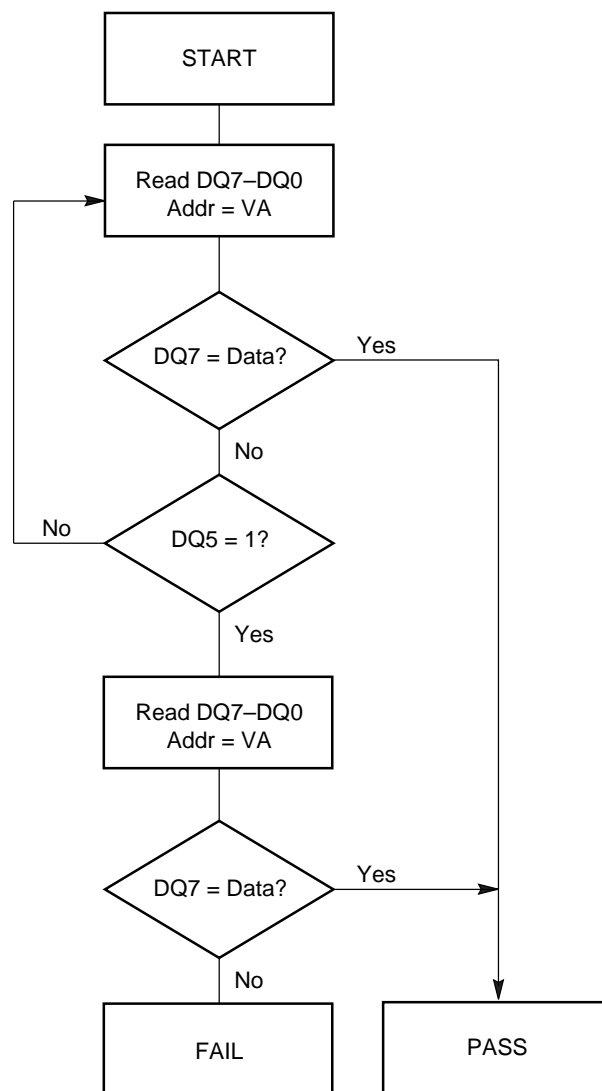 START
Read DQ7–DQ0
Addr = VA
DQ7 = Data?
Yes
No
No
DQ5 = 1?
Yes
Read DQ7–DQ0
Addr = VA
DQ7 = Data?
Yes
No
FAIL
PASS